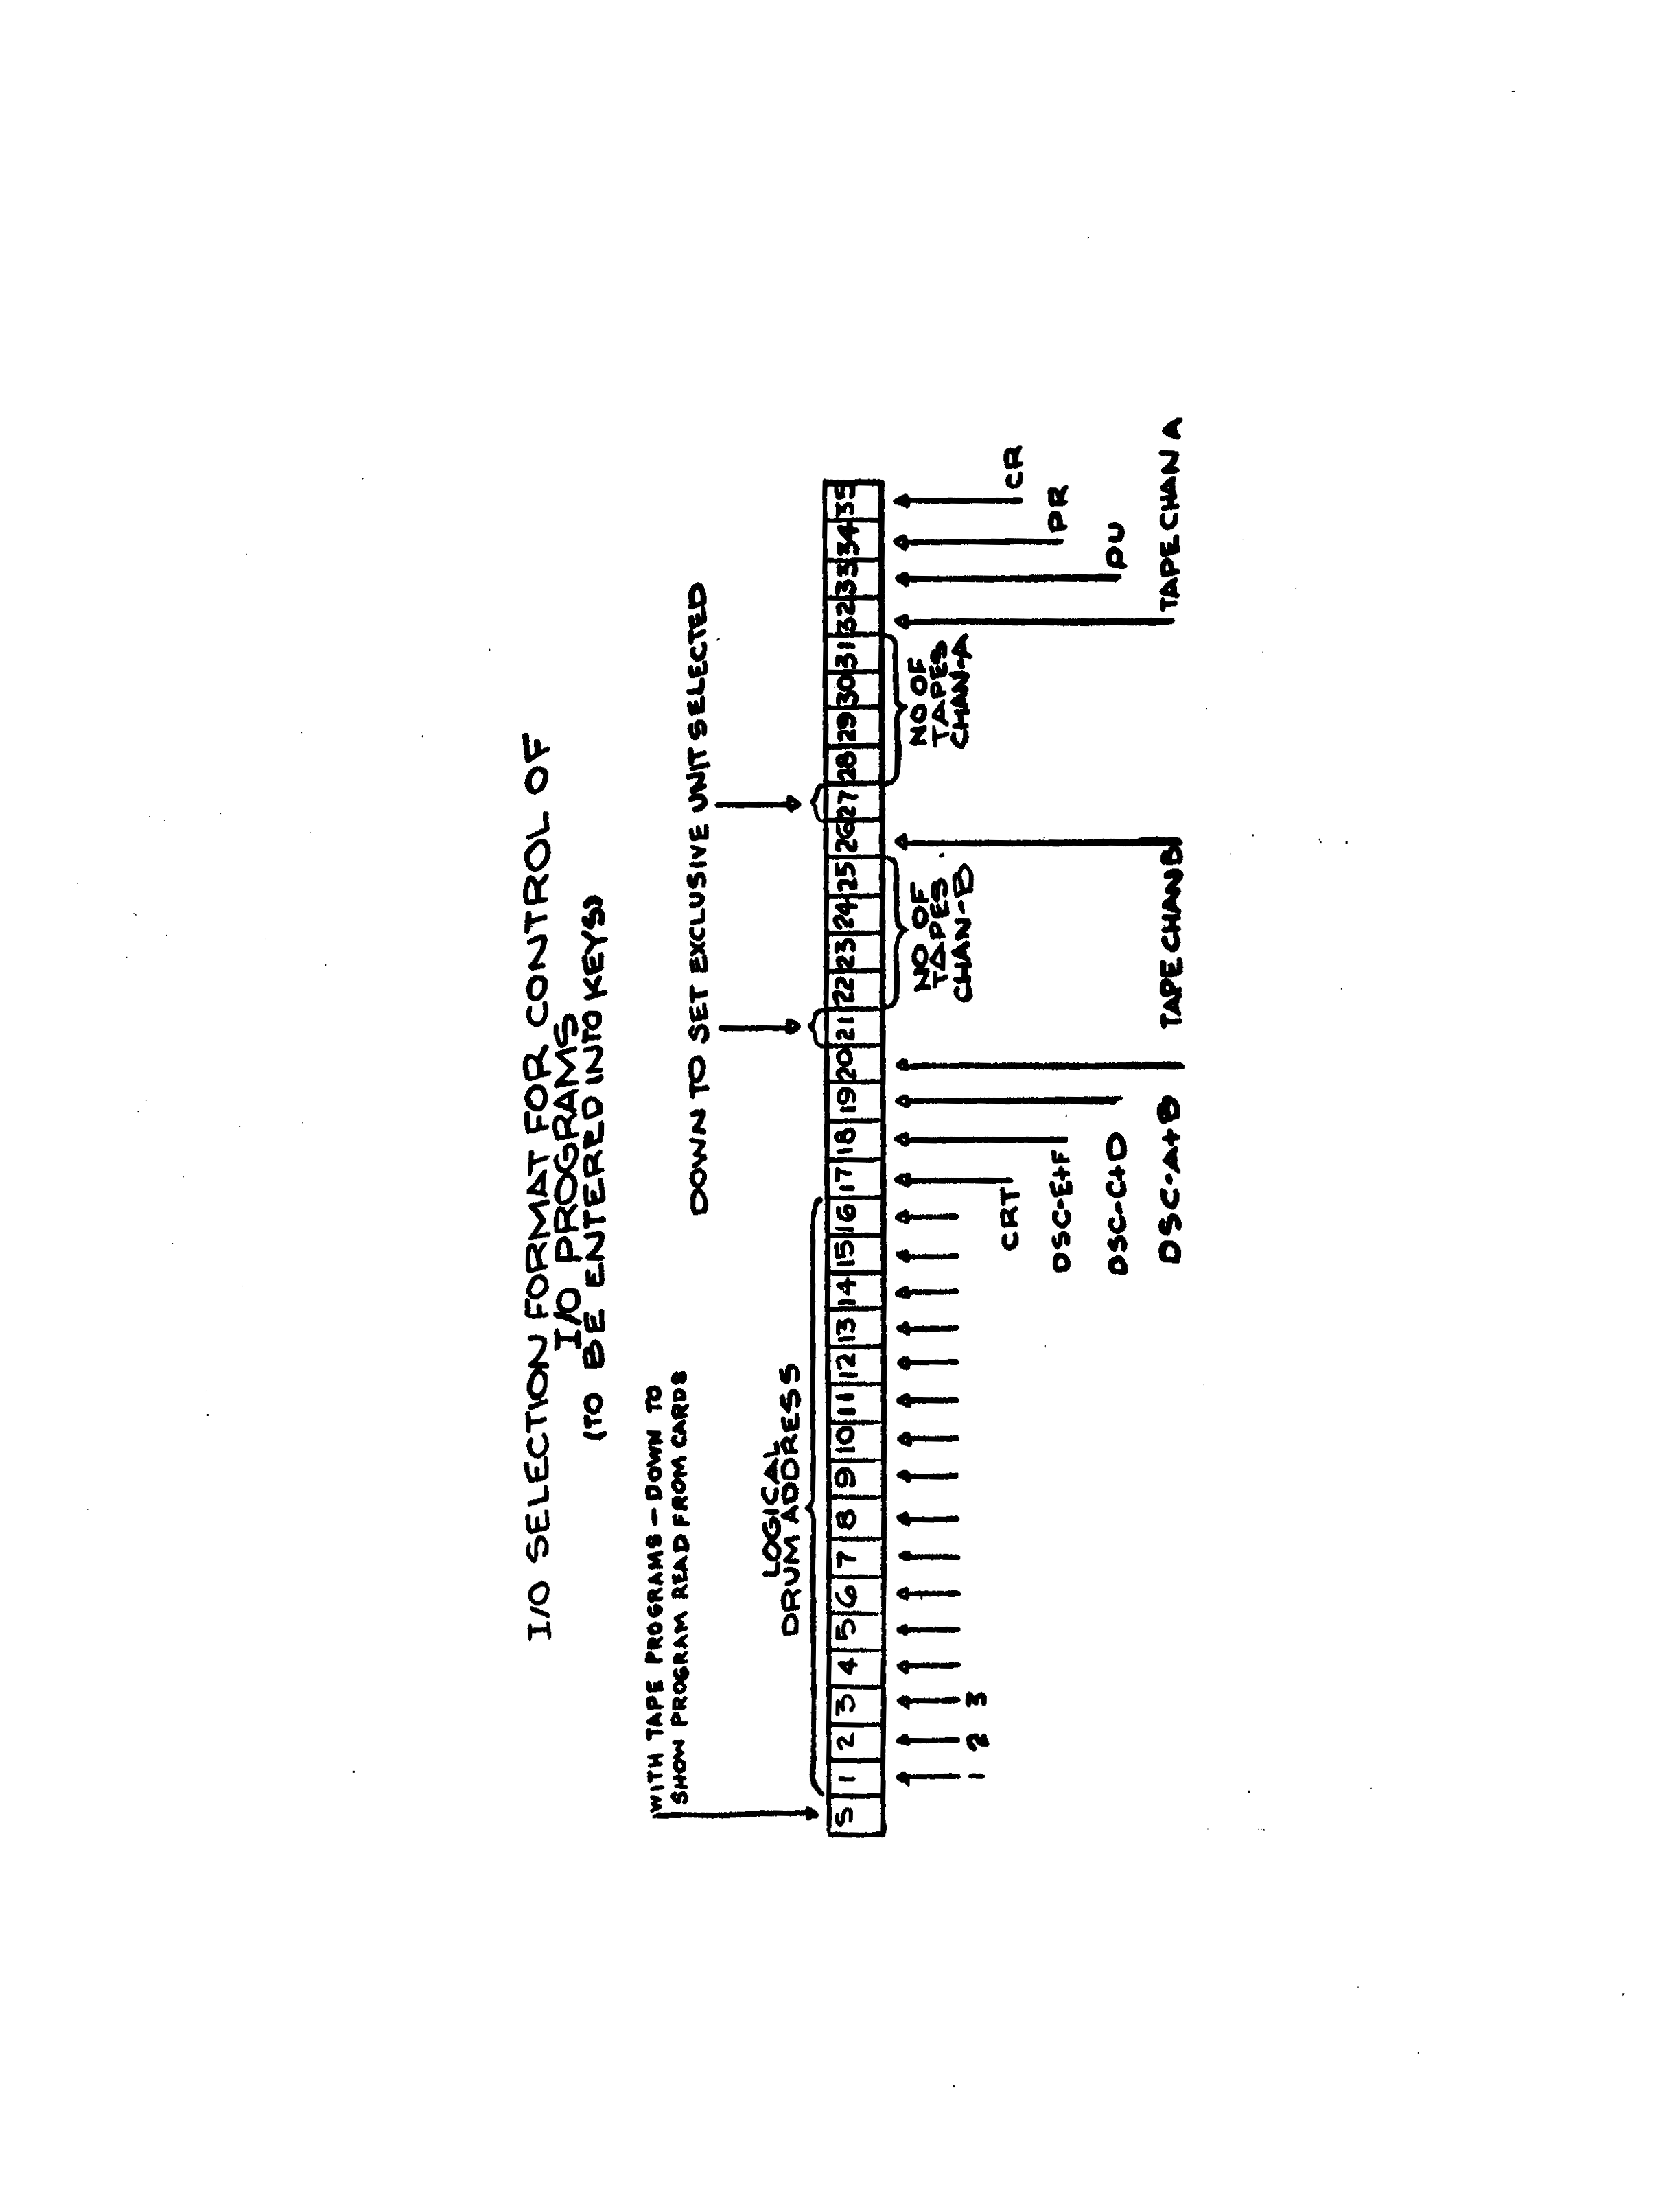 I/O SELECTION FORMAT FOR CONTROL OF
I/O PROGRAMS
(TO BE ENTERED INTO KEYS)
WITH TAPE PROGRAMS - DOWN TO
SHOW PROGRAM READ FROM CARDS
DOWN TO SET EXCLUSIVE UNIT SELECTED
LOGICAL
DRUM ADDRESS
S 1 2 3 4 5 6 7 8 9 10 11 12 13 14 15 16 17 18 19 20 21 22 23 24 25 26 27 28 29 30 31 32 33 34 35
1 2 3
NO OF
TAPES
CHAN-B
NO OF
TAPES
CHAN-A
CRT
DSC-E+F
DSC-C+D
DSC-A+B
TAPE CHAN B
CR
PR
PU
TAPE CHAN A